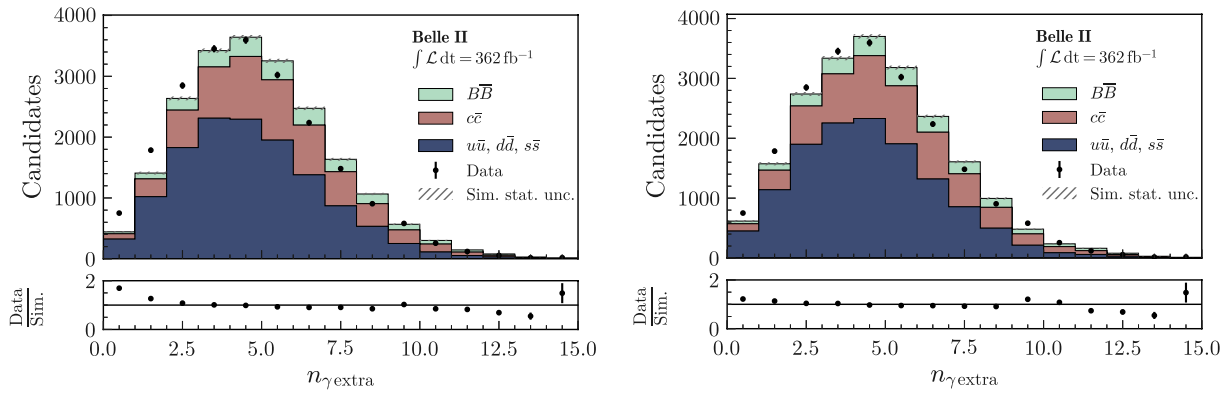 4000
3000
2000
1000
0
Candidates
Belle II
∫ ℒ dt = 362 fb⁻¹
BB̅
cc̄
uū, dd̄, ss̄
Data
Sim. stat. unc.
2
0
Data
Sim.
0.0 2.5 5.0 7.5 10.0 12.5 15.0
nγ extra
4000
3000
2000
1000
0
Candidates
Belle II
∫ ℒ dt = 362 fb⁻¹
BB̅
cc̄
uū, dd̄, ss̄
Data
Sim. stat. unc.
2
0
Data
Sim.
0.0 2.5 5.0 7.5 10.0 12.5 15.0
nγ extra